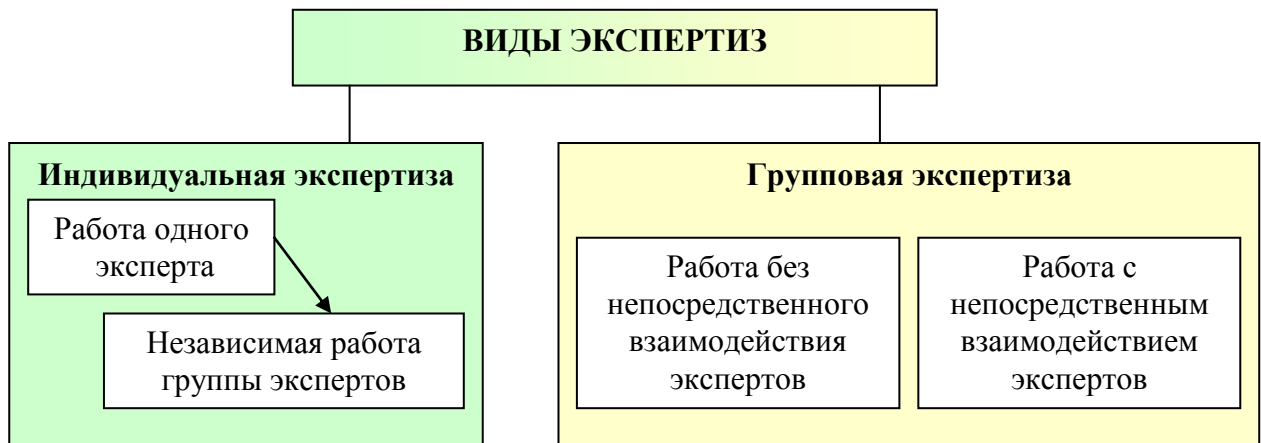 ВИДЫ ЭКСПЕРТИЗ
Индивидуальная экспертиза
Работа одного
эксперта
Независимая работа
группы экспертов
Групповая экспертиза
Работа без
непосредственного
взаимодействия
экспертов
Работа с
непосредственным
взаимодействием
экспертов